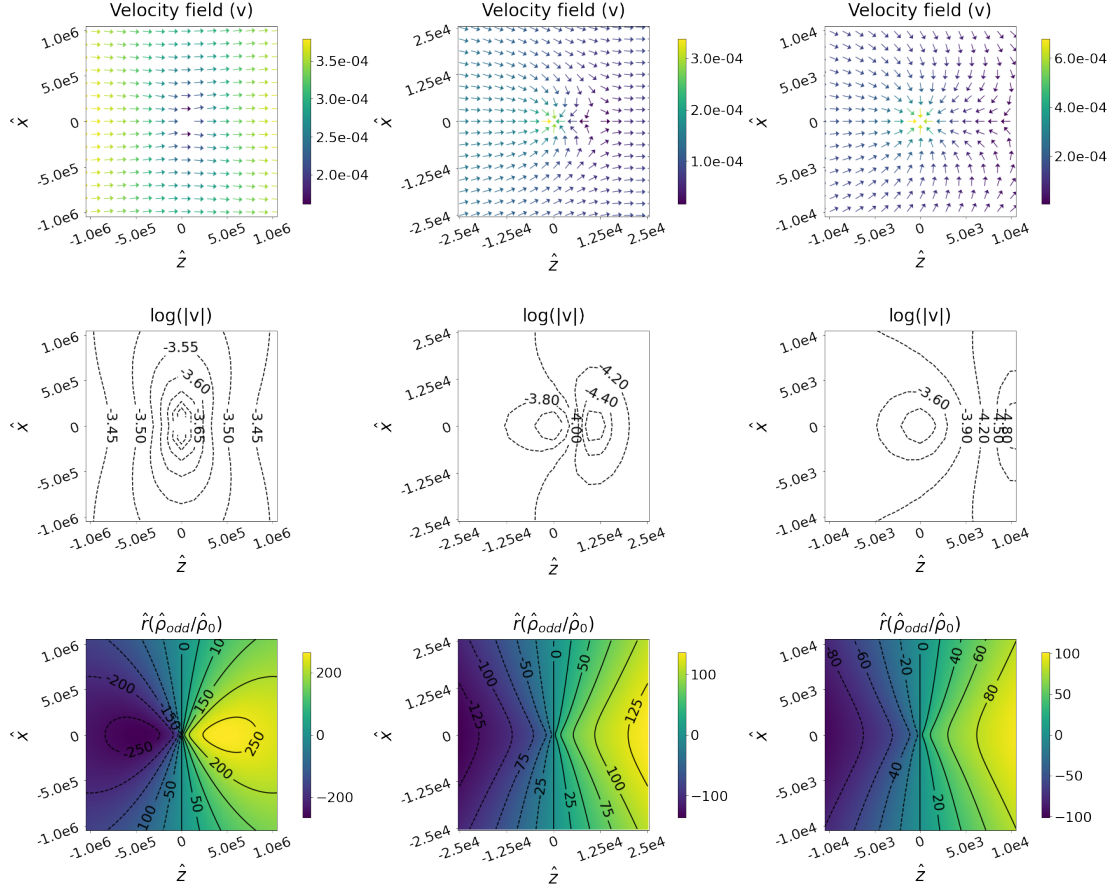 Velocity field (v)
1.0e6
5.0e5
0
-5.0e5
-1.0e6
x̂
-1.0e6
-5.0e5
0
5.0e5
1.0e6
ẑ
3.5e-04
3.0e-04
2.5e-04
2.0e-04
Velocity field (v)
2.5e4
1.25e4
0
-1.25e4
-2.5e4
x̂
-2.5e4
-1.25e4
0
1.25e4
2.5e4
ẑ
3.0e-04
2.0e-04
1.0e-04
Velocity field (v)
1.0e4
5.0e3
0
-5.0e3
-1.0e4
x̂
-1.0e4
-5.0e3
0
5.0e3
1.0e4
ẑ
6.0e-04
4.0e-04
2.0e-04
log(|v|)
1.0e6
5.0e5
0
-5.0e5
-1.0e6
x̂
-3.55
-3.60
-3.45
-3.50
-3.65
-3.50
-3.45
-1.0e6
-5.0e5
0
5.0e5
1.0e6
ẑ
log(|v|)
2.5e4
1.25e4
0
-1.25e4
-2.5e4
x̂
-4.20
-3.80
-4.40
-4.00
-2.5e4
-1.25e4
0
1.25e4
2.5e4
ẑ
log(|v|)
1.0e4
5.0e3
0
-5.0e3
-1.0e4
x̂
-3.60
-3.90
-4.20
-4.50
-4.80
-1.0e4
-5.0e3
0
5.0e3
1.0e4
ẑ
r̂(ρ̂odd/ρ̂0)
1.0e6
5.0e5
0
-5.0e5
-1.0e6
x̂
0
-200
150
-150
-250
250
200
50
100
-1.0e6
-5.0e5
0
5.0e5
1.0e6
ẑ
200
0
−200
r̂(ρ̂odd/ρ̂0)
2.5e4
1.25e4
0
-1.25e4
-2.5e4
x̂
0
-100
-50
50
-125
125
75
100
25
25
75
-2.5e4
-1.25e4
0
1.25e4
2.5e4
ẑ
100
0
−100
r̂(ρ̂odd/ρ̂0)
1.0e4
5.0e3
0
-5.0e3
-1.0e4
x̂
-80
-60
-20
0
40
60
80
40
20
-1.0e4
-5.0e3
0
5.0e3
1.0e4
ẑ
100
50
0
−50
−100